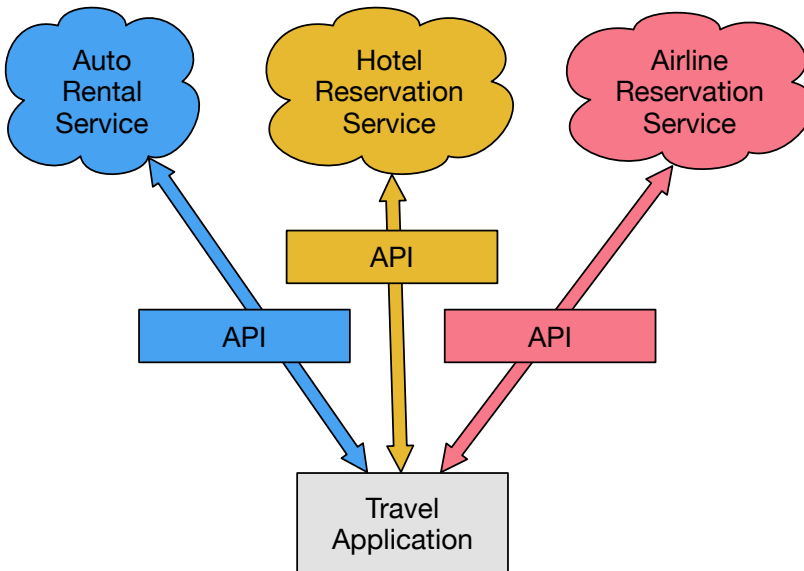 Auto
Rental
Service
Hotel
Reservation
Service
Airline
Reservation
Service
API
API
API
Travel
Application